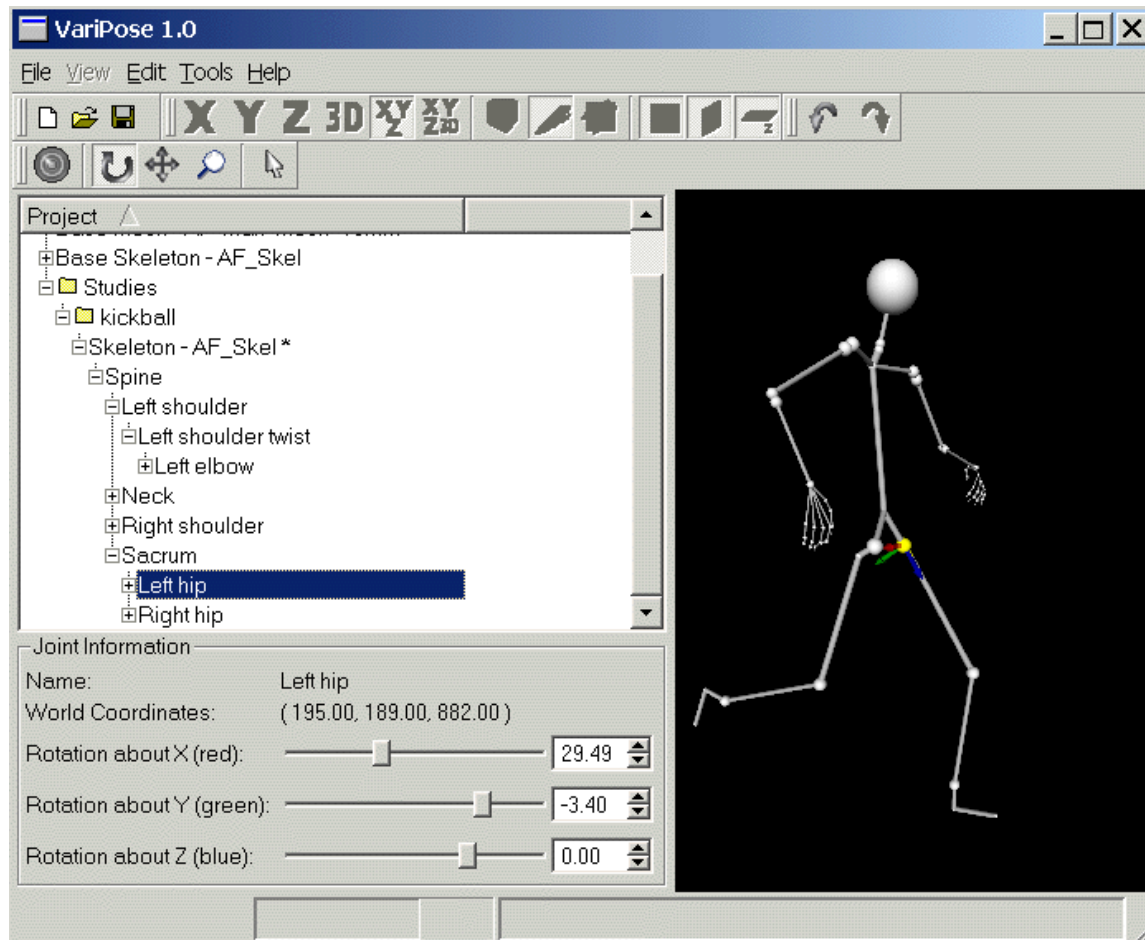 VariPose 1.0
File View Edit Tools Help
X Y Z 3D XY Z XY Z3D z
Project
Base Skeleton - AF_Skel
Studies
kickball
Skeleton - AF_Skel *
Spine
Left shoulder
Left shoulder twist
Left elbow
Neck
Right shoulder
Sacrum
Left hip
Right hip
Joint Information
Name: Left hip
World Coordinates: ( 195.00, 189.00, 882.00 )
Rotation about X (red): 29.49
Rotation about Y (green): -3.40
Rotation about Z (blue): 0.00